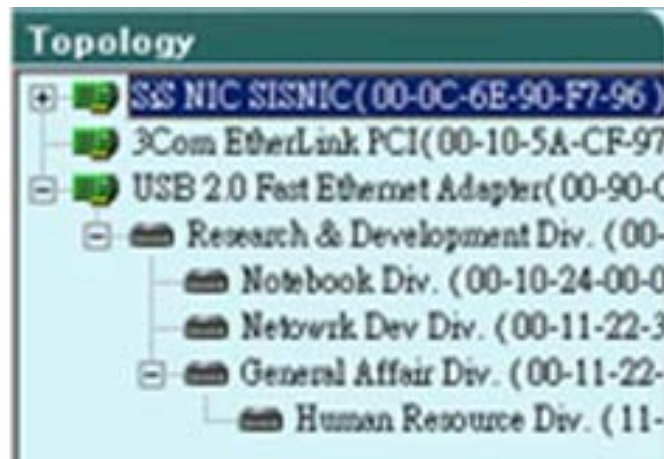 Topology
SiS NIC SISNIC(00-0C-6E-90-F7-96)
3Com EtherLink PCI(00-10-5A-CF-97
USB 2.0 Fast Ethernet Adapter(00-90-C
Research & Development Div. (00-
Notebook Div. (00-10-24-00-0
Netowrk Dev Div. (00-11-22-3
General Affair Div. (00-11-22-
Human Resource Div. (11-